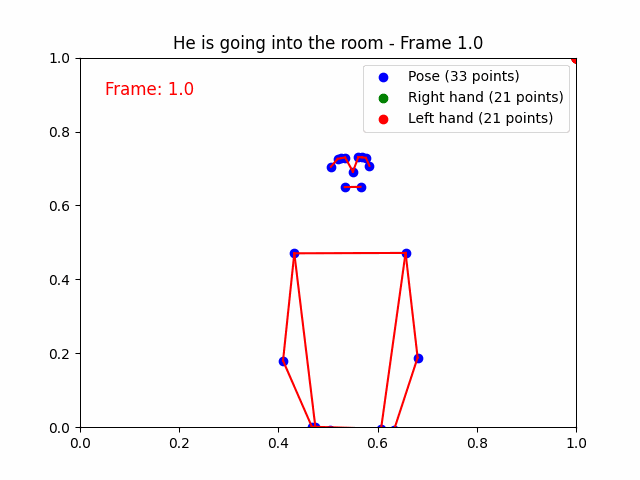 He is going into the room - Frame 1.0
Frame: 1.0
Pose (33 points)
Right hand (21 points)
Left hand (21 points)
1.0
0.8
0.6
0.4
0.2
0.0
0.0 0.2 0.4 0.6 0.8 1.0